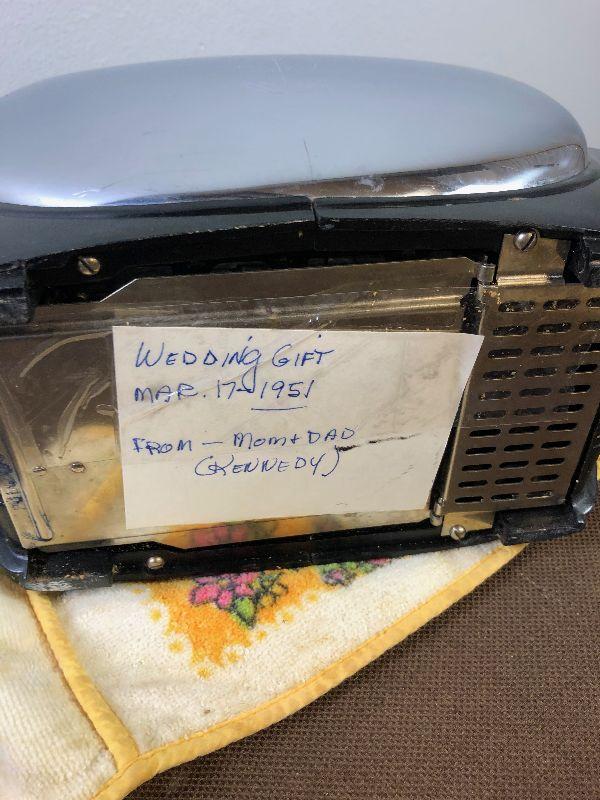 WEDDING GIFT
MAR. 17-1951
FROM - MOM + DAD
(KENNEDY)